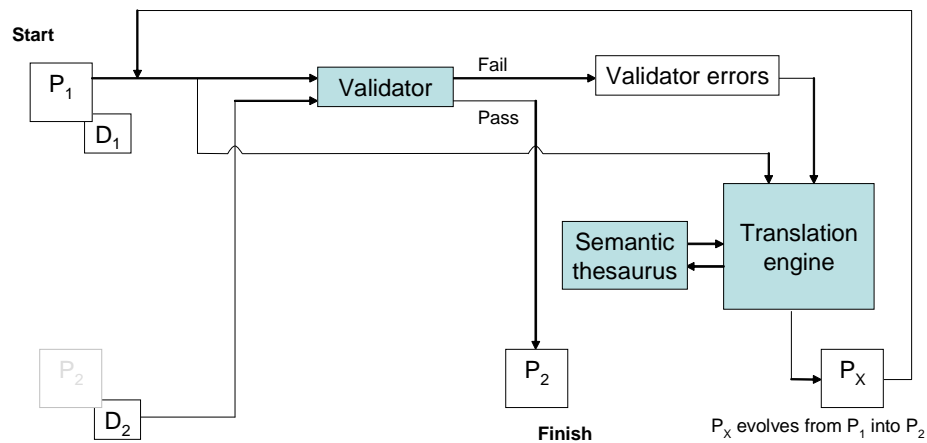 Start
P₁
D₁
Validator
Fail
Pass
Validator errors
Semantic
thesaurus
Translation
engine
P₂
D₂
P₂
Finish
Pₓ
Pₓ evolves from P₁ into P₂